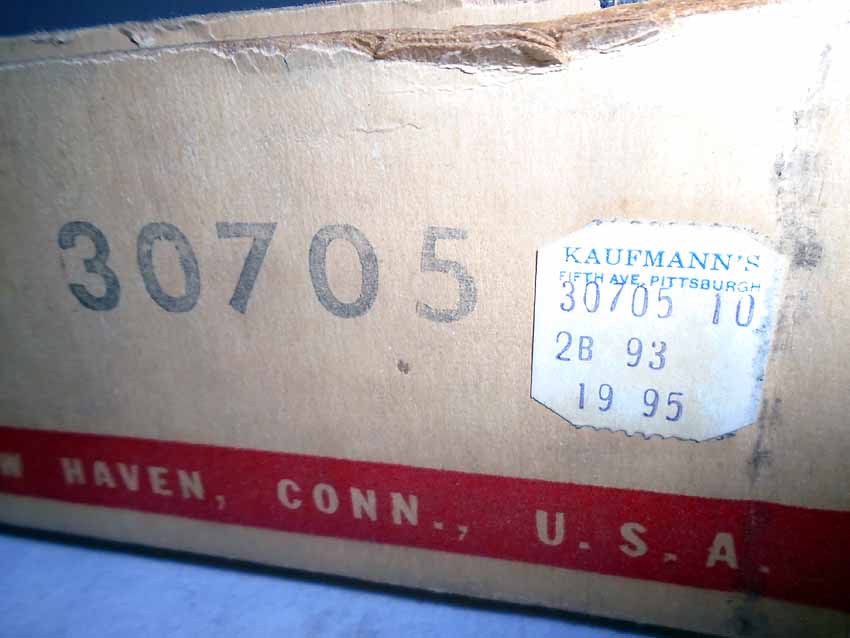 30705
KAUFMANN'S
FIFTH AVE. PITTSBURGH
30705 10
2B 93
19 95
W HAVEN, CONN., U.S.A.